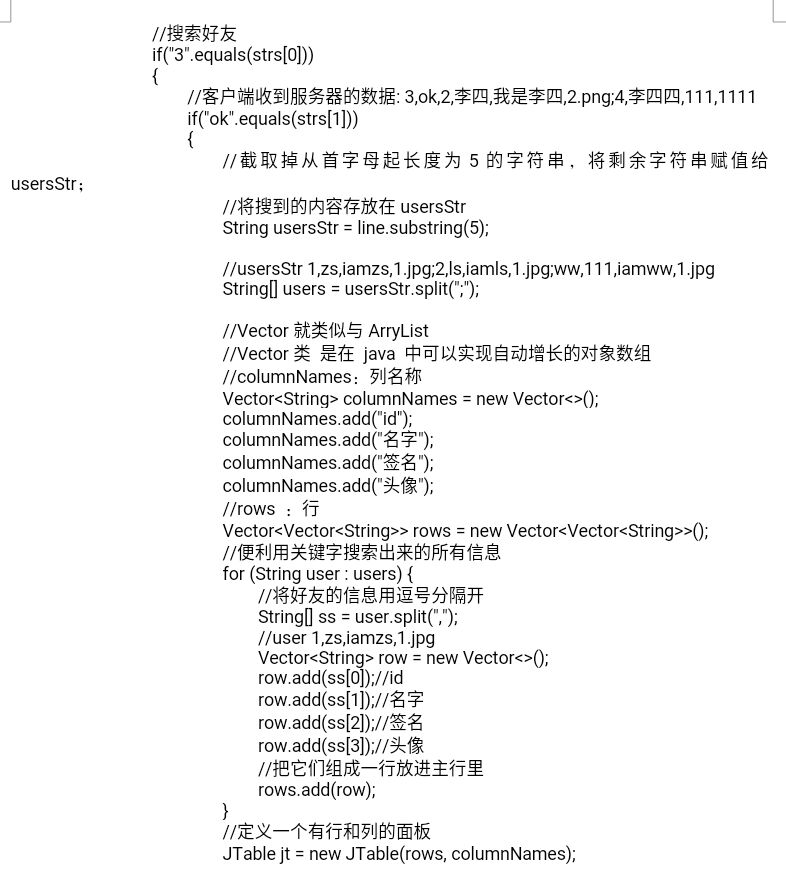 //搜索好友
if("3".equals(strs[0]))
{
//客户端收到服务器的数据: 3,ok,2,李四,我是李四,2.png;4,李四四,111,1111
if("ok".equals(strs[1]))
{
//截取掉从首字母起长度为 5 的字符串，将剩余字符串赋值给
usersStr；
//将搜到的内容存放在 usersStr
String usersStr = line.substring(5);
//usersStr 1,zs,iamzs,1.jpg;2,ls,iamls,1.jpg;ww,111,iamww,1.jpg
String[] users = usersStr.split(";");
//Vector 就类似与 ArryList
//Vector 类 是在 java 中可以实现自动增长的对象数组
//columnNames：列名称
Vector<String> columnNames = new Vector<>();
columnNames.add("id");
columnNames.add("名字");
columnNames.add("签名");
columnNames.add("头像");
//rows ：行
Vector<Vector<String>> rows = new Vector<Vector<String>>();
//便利用关键字搜索出来的所有信息
for (String user : users) {
//将好友的信息用逗号分隔开
String[] ss = user.split(",");
//user 1,zs,iamzs,1.jpg
Vector<String> row = new Vector<>();
row.add(ss[0]);//id
row.add(ss[1]);//名字
row.add(ss[2]);//签名
row.add(ss[3]);//头像
//把它们组成一行放进主行里
rows.add(row);
}
//定义一个有行和列的面板
JTable jt = new JTable(rows, columnNames);